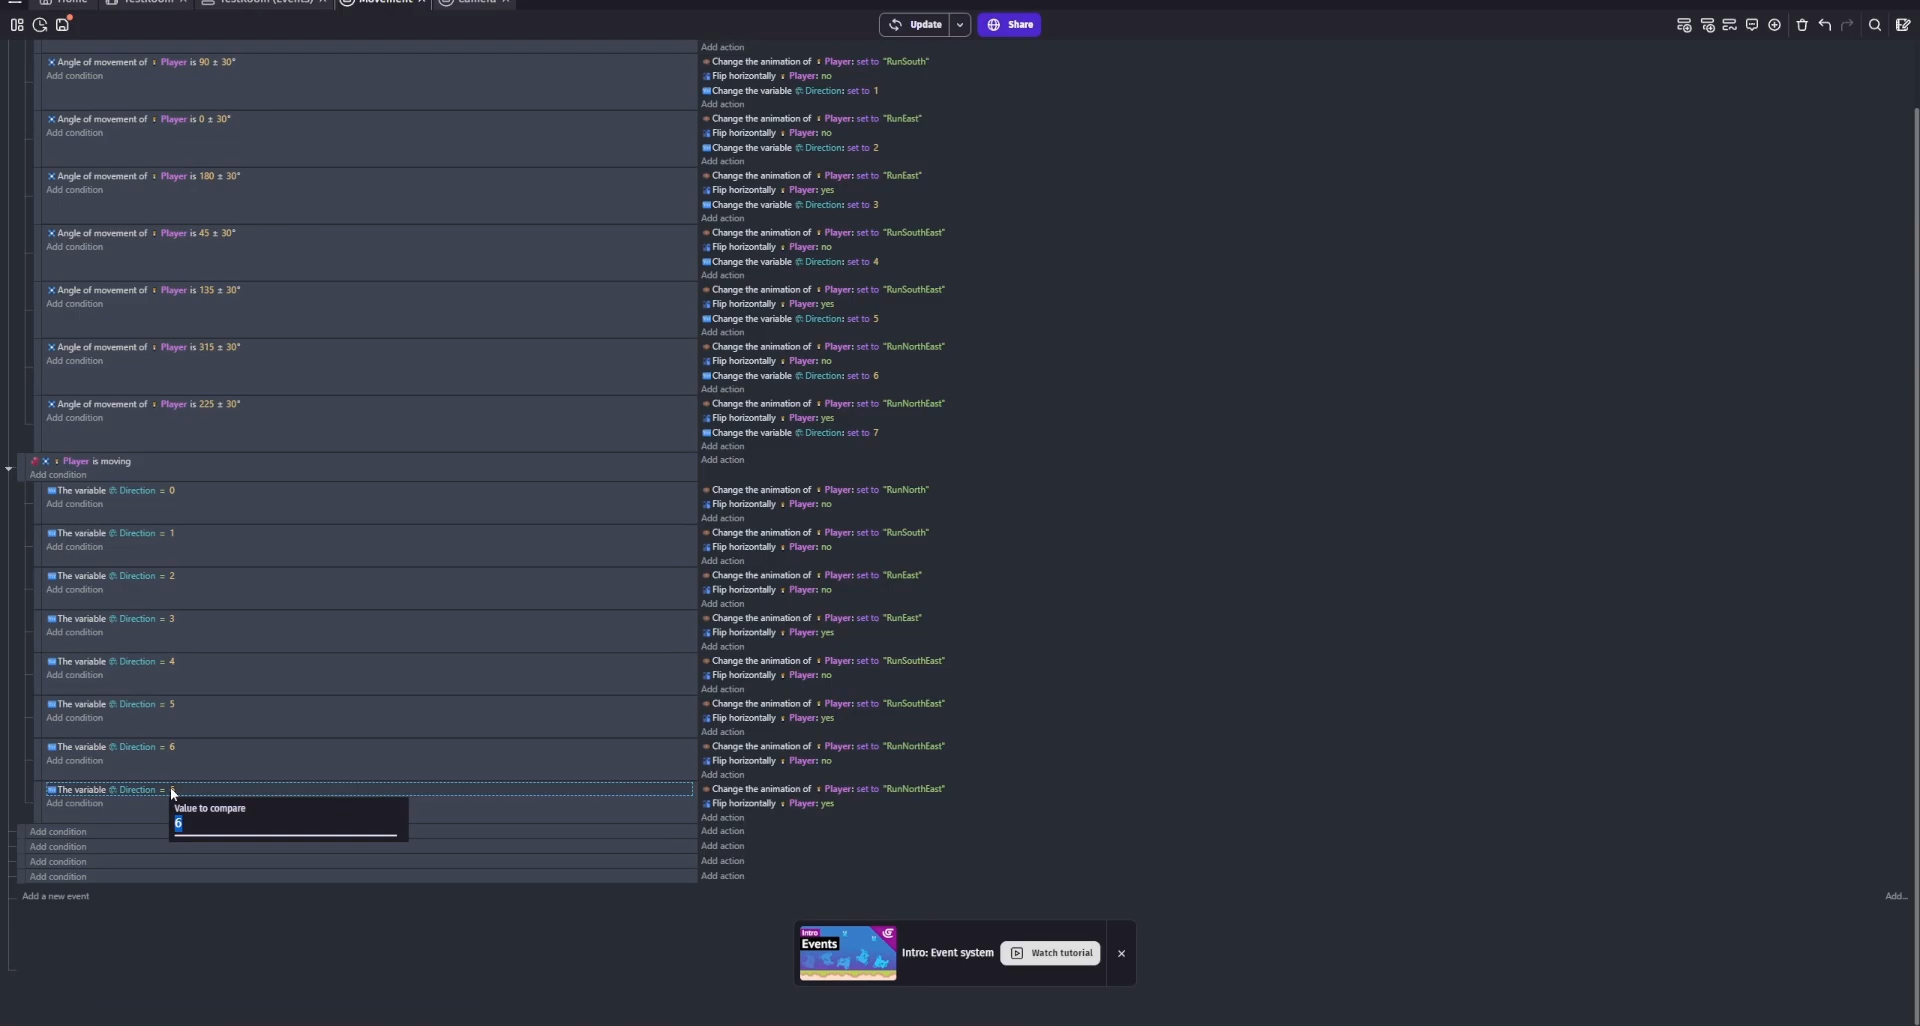 Home TestRoom TestRoom (Events) Movement Camera
Update Share
Add action
Angle of movement of Player is 90 ± 30° Change the animation of Player: set to "RunSouth"
Add condition Flip horizontally Player: no
Change the variable Direction: set to 1
Add action
Angle of movement of Player is 0 ± 30° Change the animation of Player: set to "RunEast"
Add condition Flip horizontally Player: no
Change the variable Direction: set to 2
Add action
Angle of movement of Player is 180 ± 30° Change the animation of Player: set to "RunEast"
Add condition Flip horizontally Player: yes
Change the variable Direction: set to 3
Add action
Angle of movement of Player is 45 ± 30° Change the animation of Player: set to "RunSouthEast"
Add condition Flip horizontally Player: no
Change the variable Direction: set to 4
Add action
Angle of movement of Player is 135 ± 30° Change the animation of Player: set to "RunSouthEast"
Add condition Flip horizontally Player: yes
Change the variable Direction: set to 5
Add action
Angle of movement of Player is 315 ± 30° Change the animation of Player: set to "RunNorthEast"
Add condition Flip horizontally Player: no
Change the variable Direction: set to 6
Add action
Angle of movement of Player is 225 ± 30° Change the animation of Player: set to "RunNorthEast"
Add condition Flip horizontally Player: yes
Change the variable Direction: set to 7
Add action
Player is moving Add action
Add condition
The variable Direction = 0 Change the animation of Player: set to "RunNorth"
Add condition Flip horizontally Player: no
Add action
The variable Direction = 1 Change the animation of Player: set to "RunSouth"
Add condition Flip horizontally Player: no
Add action
The variable Direction = 2 Change the animation of Player: set to "RunEast"
Add condition Flip horizontally Player: no
Add action
The variable Direction = 3 Change the animation of Player: set to "RunEast"
Add condition Flip horizontally Player: yes
Add action
The variable Direction = 4 Change the animation of Player: set to "RunSouthEast"
Add condition Flip horizontally Player: no
Add action
The variable Direction = 5 Change the animation of Player: set to "RunSouthEast"
Add condition Flip horizontally Player: yes
Add action
The variable Direction = 6 Change the animation of Player: set to "RunNorthEast"
Add condition Flip horizontally Player: no
Add action
The variable Direction = Change the animation of Player: set to "RunNorthEast"
Add condition Flip horizontally Player: yes
Value to compare
6
Add action
Add condition Add action
Add condition Add action
Add condition Add action
Add condition Add action
Add a new event Add...
Intro
Events
Intro: Event system Watch tutorial